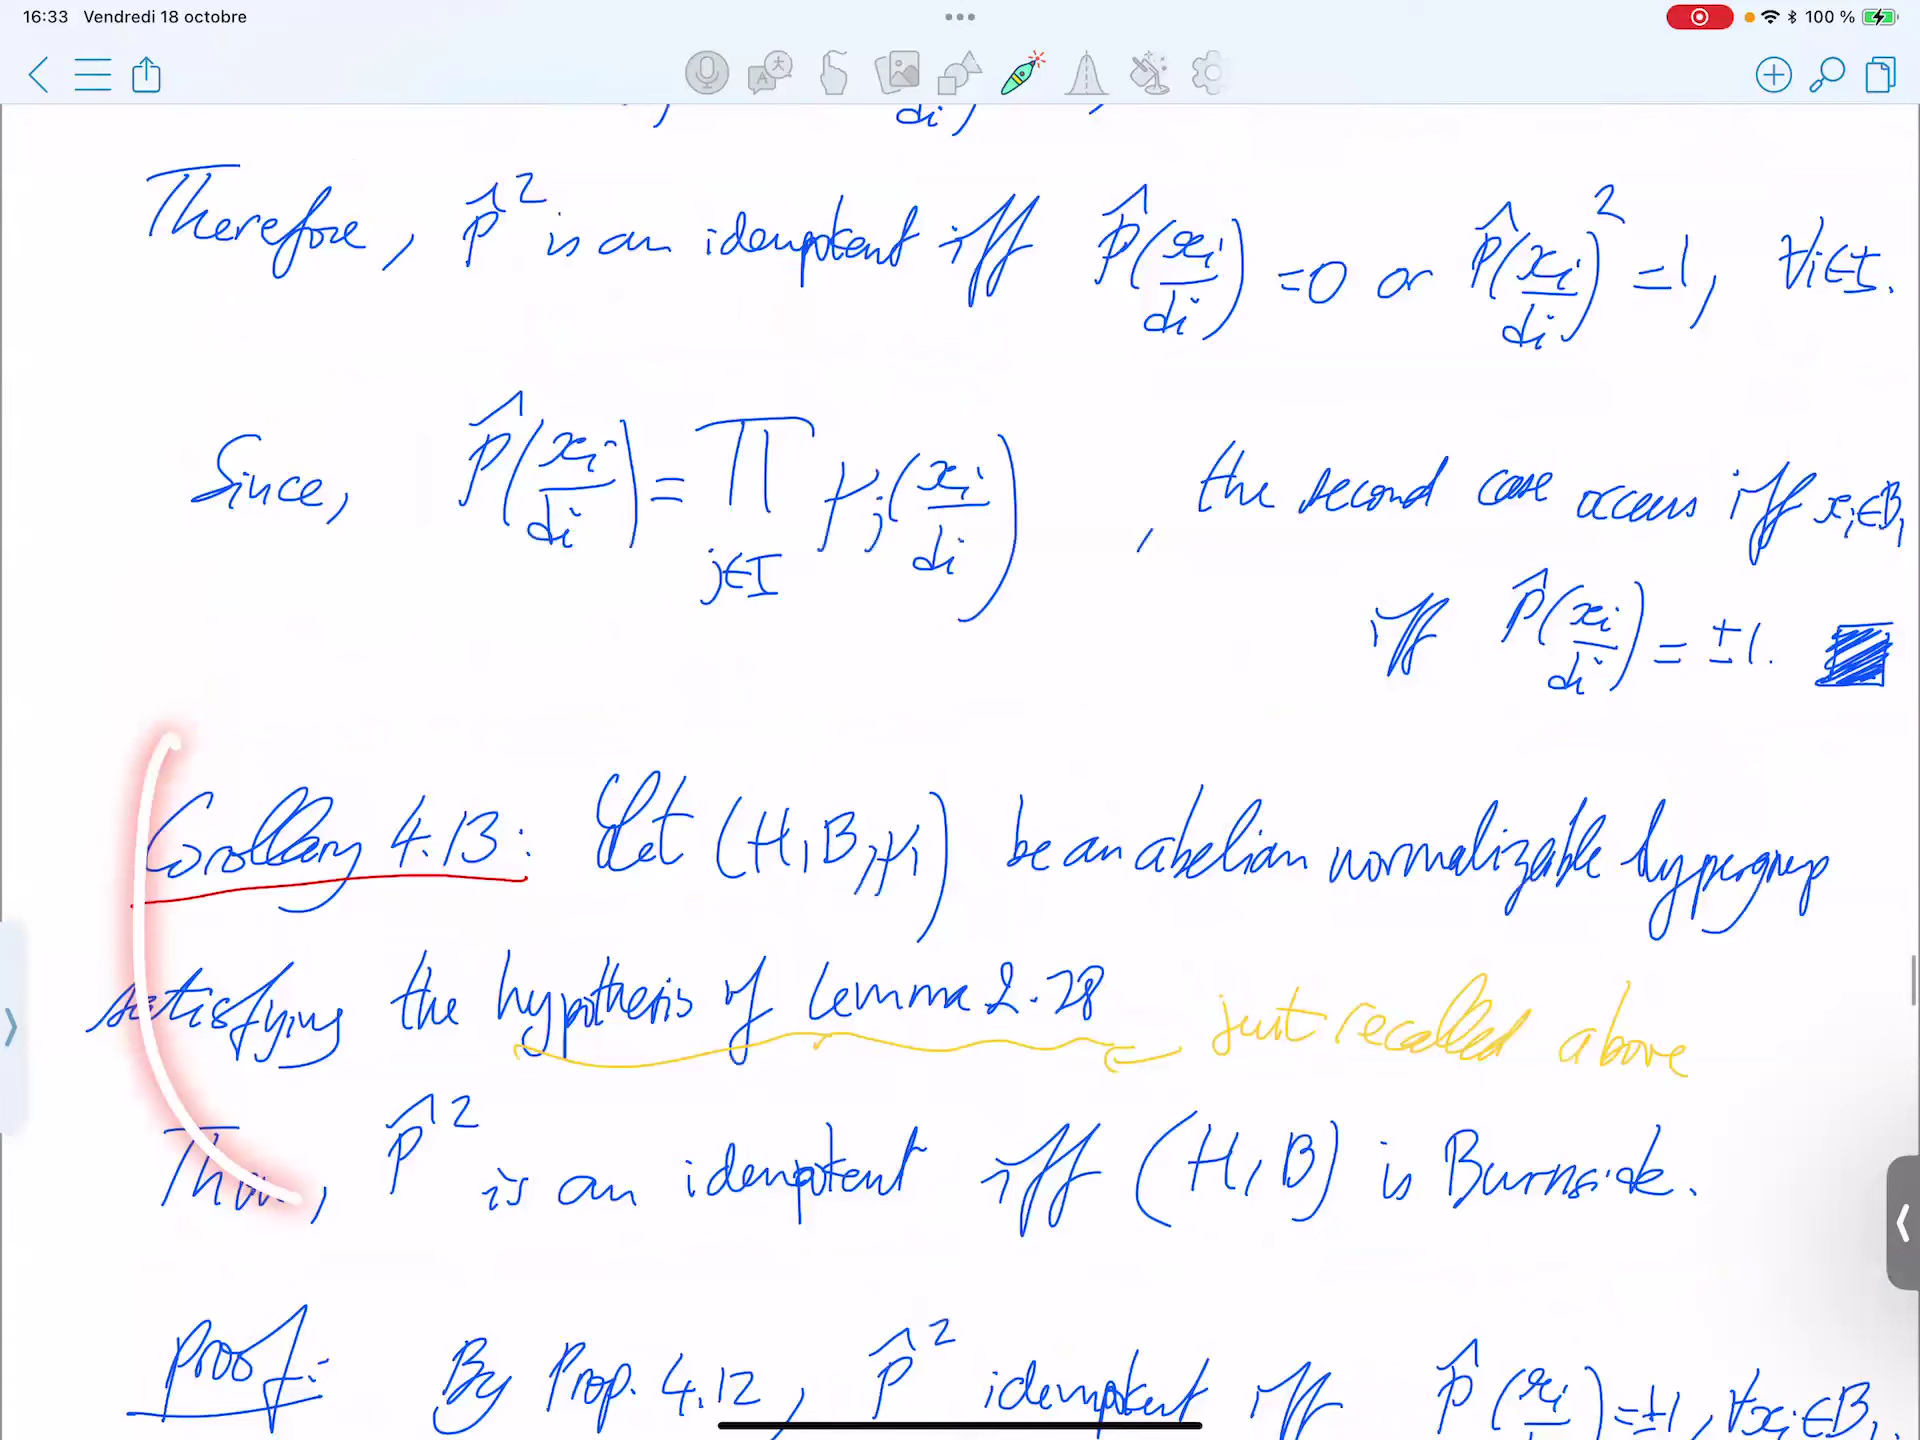 16:33 Vendredi 18 octobre 100 %
di
Therefore, P̂² is an idempotent iff P̂(xi/di) = 0 or P̂(xi/di)² = 1, ∀i∈I.
Since, P̂(xi/di) = ∏_{j∈I} μj(xi/di), the second case occurs iff xi∈B,
iff P̂(xi/di) = ±1.
Corollary 4.13: Let (H, B, μ1) be an abelian normalizable hypergroup
satisfying the hypothesis of Lemma 2.28 just recalled above
Then, P̂² is an idempotent iff (H, B) is Burnside.
Proof: By Prop. 4.12, P̂² idempotent iff P̂(xi/) = ±1, ∀xi∈B,